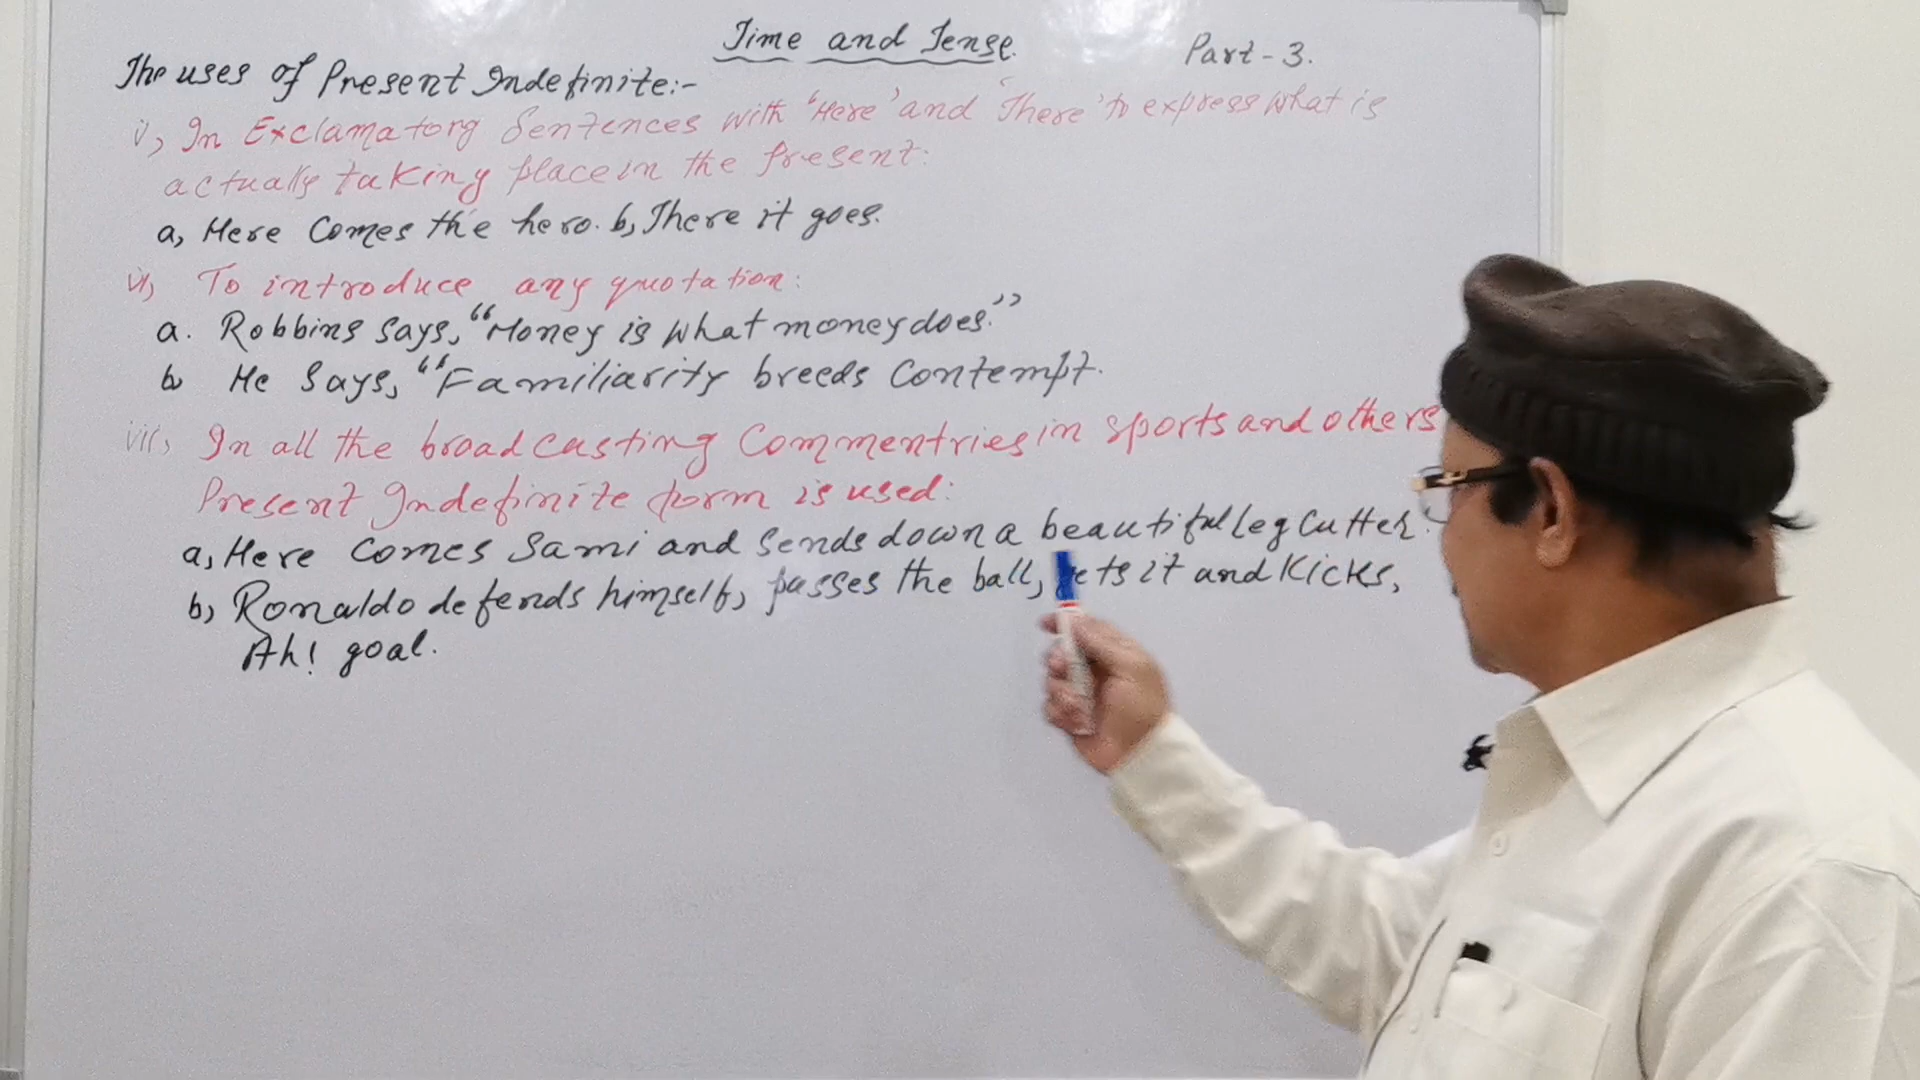 Time and Tense.
Part-3.
The uses of Present Indefinite:-
v, In Exclamatory Sentences with 'Here' and 'There' to express what is
actually taking place in the present:
a, Here Comes the hero. b, There it goes.
vi, To introduce any quotation:
a. Robbins says, "Money is what money does."
b He Says, "Familiarity breeds Contempt.
vii, In all the broadcasting Commentries in sports and others
Present Indefinite form is used:
a, Here Comes Sami and Sends down a beautiful leg Cutter.
b, Ronaldo defends himself, passes the ball, it and Kicks,
Ah! goal.